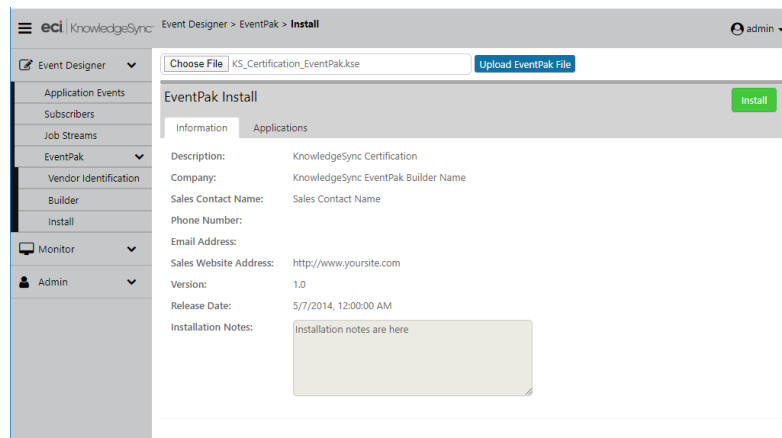 eci KnowledgeSync
Event Designer > EventPak > Install
admin
Event Designer
Application Events
Subscribers
Job Streams
EventPak
Vendor Identification
Builder
Install
Monitor
Admin
Choose File KS_Certification_EventPak.kse
Upload EventPak File
EventPak Install
Install
Information Applications
Description: KnowledgeSync Certification
Company: KnowledgeSync EventPak Builder Name
Sales Contact Name: Sales Contact Name
Phone Number:
Email Address:
Sales Website Address: http://www.yoursite.com
Version: 1.0
Release Date: 5/7/2014, 12:00:00 AM
Installation Notes: Installation notes are here